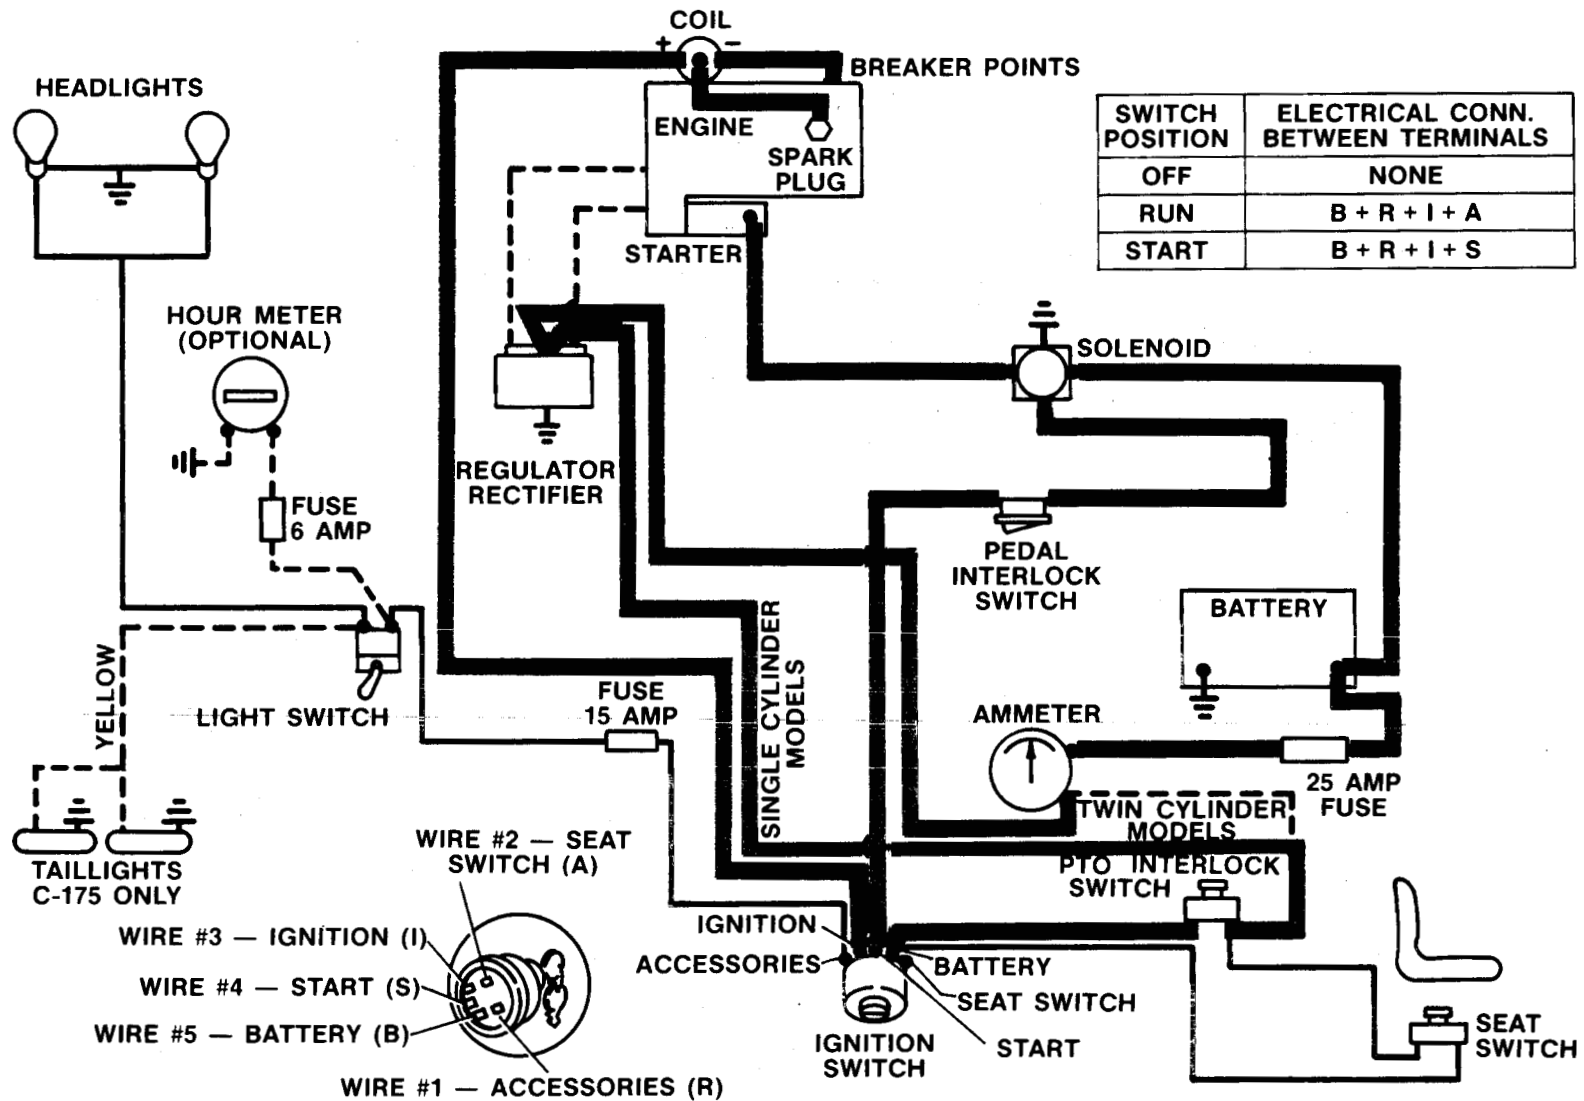 COIL
+ −
BREAKER POINTS
HEADLIGHTS
ENGINE
SPARK
PLUG
STARTER
SWITCH
POSITION
ELECTRICAL CONN.
BETWEEN TERMINALS
OFF
NONE
RUN
B + R + I + A
START
B + R + I + S
HOUR METER
(OPTIONAL)
SOLENOID
REGULATOR
RECTIFIER
FUSE
6 AMP
PEDAL
INTERLOCK
SWITCH
BATTERY
YELLOW
LIGHT SWITCH
FUSE
15 AMP
SINGLE CYLINDER
MODELS
AMMETER
25 AMP
FUSE
TWIN CYLINDER
MODELS
PTO INTERLOCK
SWITCH
TAILLIGHTS
C-175 ONLY
WIRE #2 — SEAT
SWITCH (A)
WIRE #3 — IGNITION (I)
WIRE #4 — START (S)
WIRE #5 — BATTERY (B)
WIRE #1 — ACCESSORIES (R)
IGNITION
ACCESSORIES
BATTERY
SEAT SWITCH
START
IGNITION
SWITCH
SEAT
SWITCH